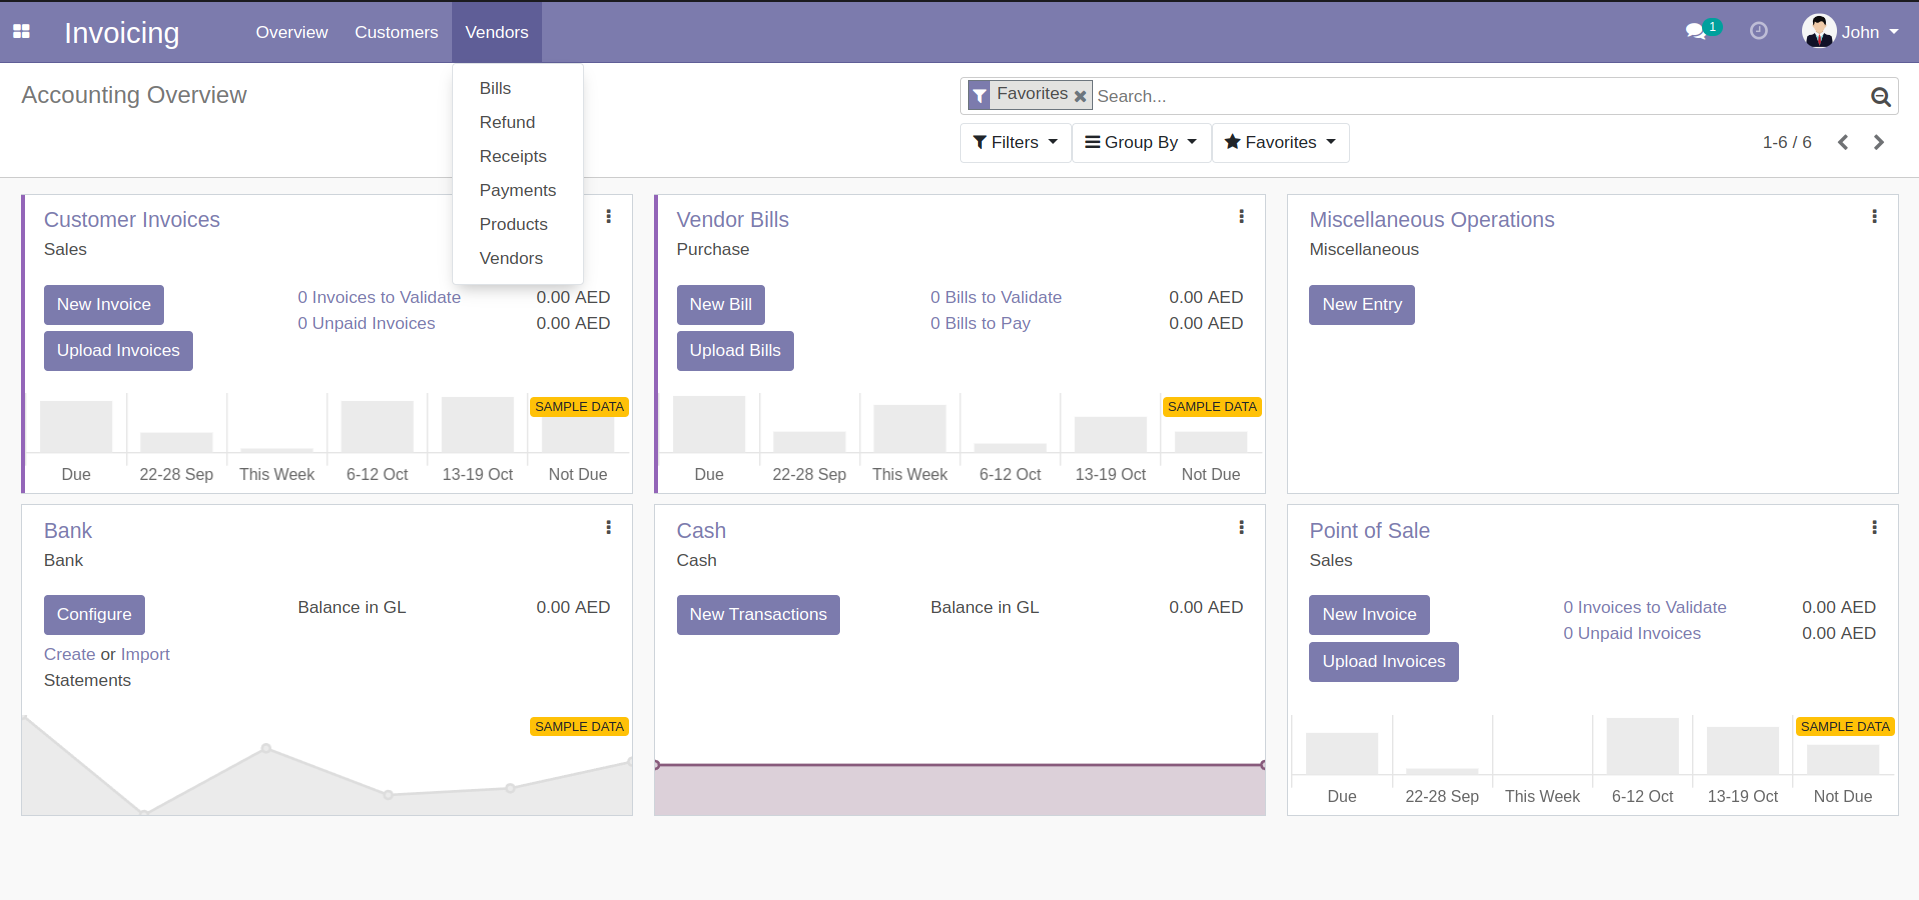 Invoicing
Overview Customers Vendors
1
John
Accounting Overview
Favorites Search...
Filters Group By Favorites
1-6 / 6
Bills
Refund
Receipts
Payments
Products
Vendors
Customer Invoices
Sales
New Invoice
Upload Invoices
0 Invoices to Validate 0.00 AED
0 Unpaid Invoices 0.00 AED
SAMPLE DATA
Due 22-28 Sep This Week 6-12 Oct 13-19 Oct Not Due
Vendor Bills
Purchase
New Bill
Upload Bills
0 Bills to Validate 0.00 AED
0 Bills to Pay 0.00 AED
SAMPLE DATA
Due 22-28 Sep This Week 6-12 Oct 13-19 Oct Not Due
Miscellaneous Operations
Miscellaneous
New Entry
Bank
Bank
Configure
Balance in GL 0.00 AED
Create or Import
Statements
SAMPLE DATA
Cash
Cash
New Transactions
Balance in GL 0.00 AED
Point of Sale
Sales
New Invoice
Upload Invoices
0 Invoices to Validate 0.00 AED
0 Unpaid Invoices 0.00 AED
SAMPLE DATA
Due 22-28 Sep This Week 6-12 Oct 13-19 Oct Not Due